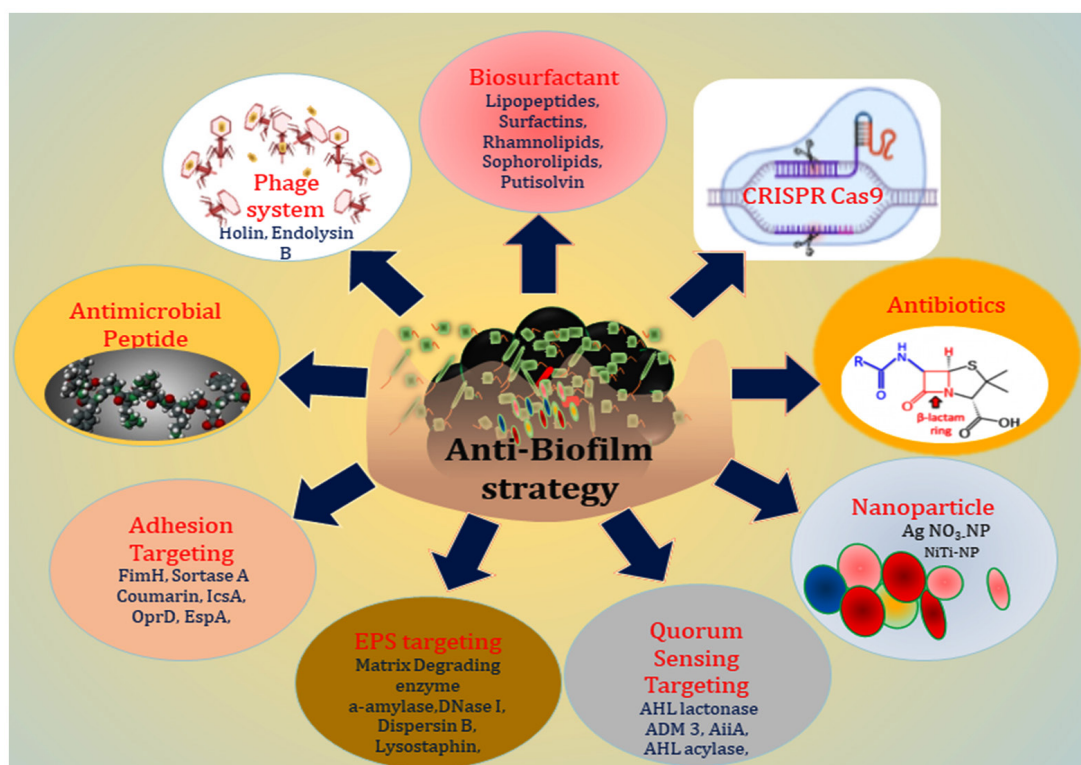 Biosurfactant
Lipopeptides,
Surfactins,
Rhamnolipids,
Sophorolipids,
Putisolvin
CRISPR Cas9
Phage
system
Holin, Endolysin
B
Antimicrobial
Peptide
Antibiotics
H
N
H
R
S
O
N
O
β-lactam
ring
O
OH
Anti-Biofilm
strategy
Nanoparticle
Ag NO₃-NP
NiTi-NP
Adhesion
Targeting
FimH, Sortase A
Coumarin, IcsA,
OprD, EspA,
EPS targeting
Matrix Degrading
enzyme
a-amylase,DNase I,
Dispersin B,
Lysostaphin,
Quorum
Sensing
Targeting
AHL lactonase
ADM 3, AiiA,
AHL acylase,